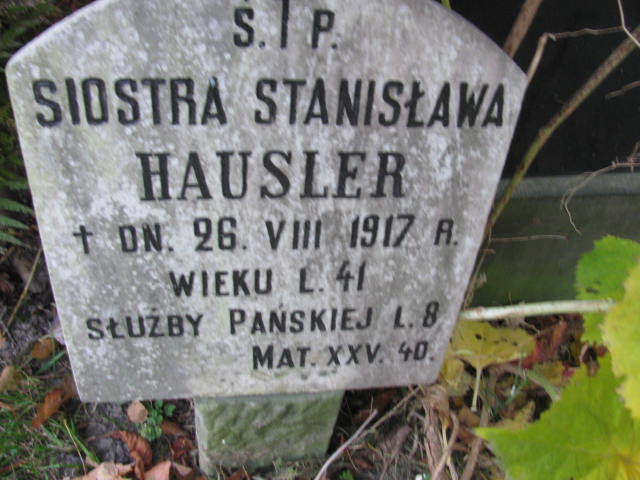 Ś. † P.
SIOSTRA STANISŁAWA
HAUSLER
† DN. 26. VIII 1917 R.
WIEKU L. 41
SŁUŻBY PAŃSKIEJ L. 8
MAT. XXV. 40.